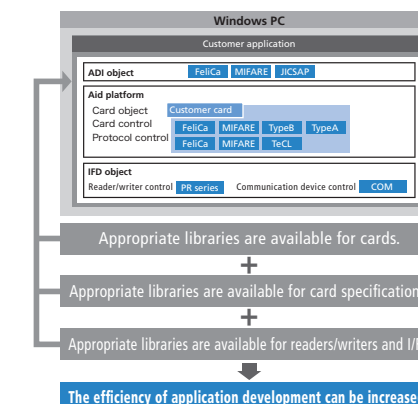 Windows PC
Customer application
ADI object FeliCa MIFARE JICSAP
Aid platform
Card object Customer card
Card control FeliCa MIFARE TypeB TypeA
Protocol control FeliCa MIFARE TeCL
IFD object
Reader/writer control PR series Communication device control COM
Appropriate libraries are available for cards.
+
Appropriate libraries are available for card specification
+
Appropriate libraries are available for readers/writers and I/
The efficiency of application development can be increase